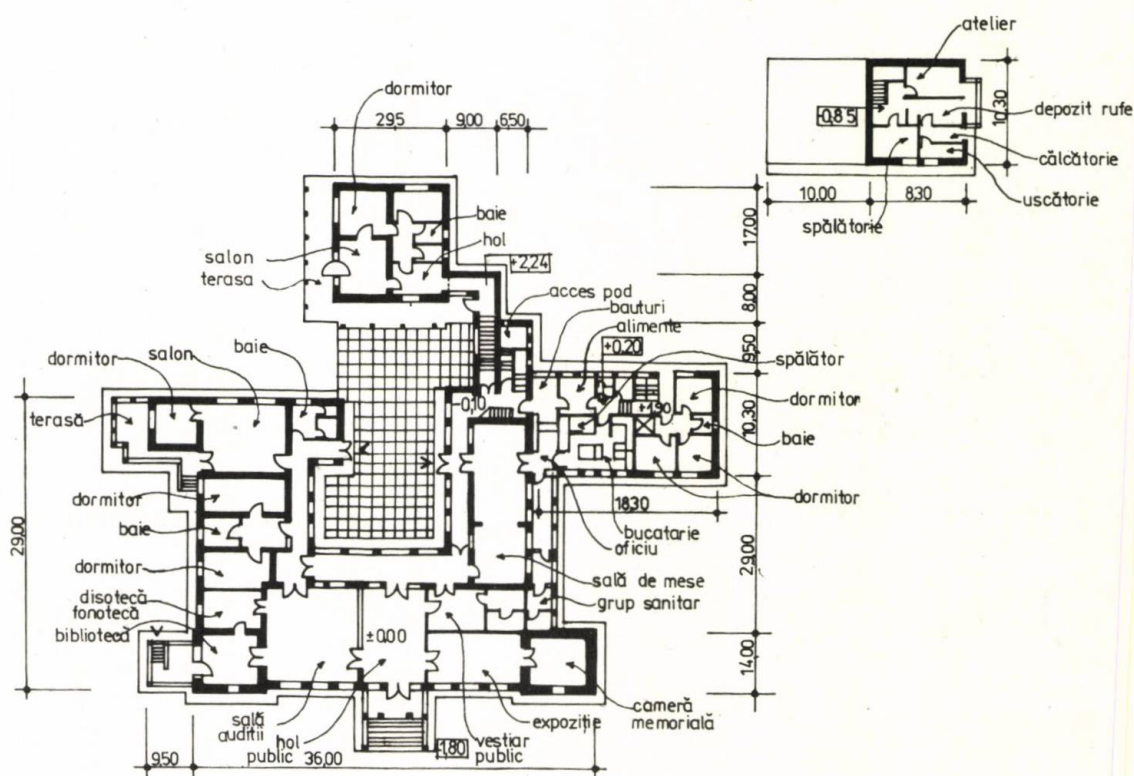 atelier
dormitor
10,30
295
9,00
6,50
-0,85
depozit rufe
călcătorie
10,00
8,30
uscătorie
spălătorie
baie
17,00
hol
salon
terasa
+2,24
acces pod
bauturi
alimente
8,00
+0,20
9,50
spălător
dormitor
salon
baie
dormitor
-0,10
+1,90
terasă
10,30
baie
dormitor
dormitor
18,30
29,00
baie
bucatarie
oficiu
29,00
dormitor
sală de mese
disotecă
fonotecă
grup sanitar
bibliotecă
±0,00
14,00
sală
auditii
hol
public
-1,80
vestiar
public
expoziție
cameră
memorială
9,50
36,00